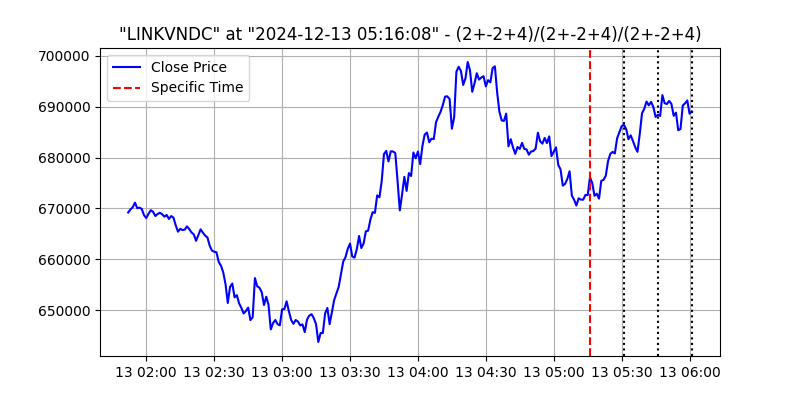 "LINKVNDC" at "2024-12-13 05:16:08" - (2+-2+4)/(2+-2+4)/(2+-2+4)
700000
690000
680000
670000
660000
650000
Close Price
Specific Time
13 02:00 13 02:30 13 03:00 13 03:30 13 04:00 13 04:30 13 05:00 13 05:30 13 06:00